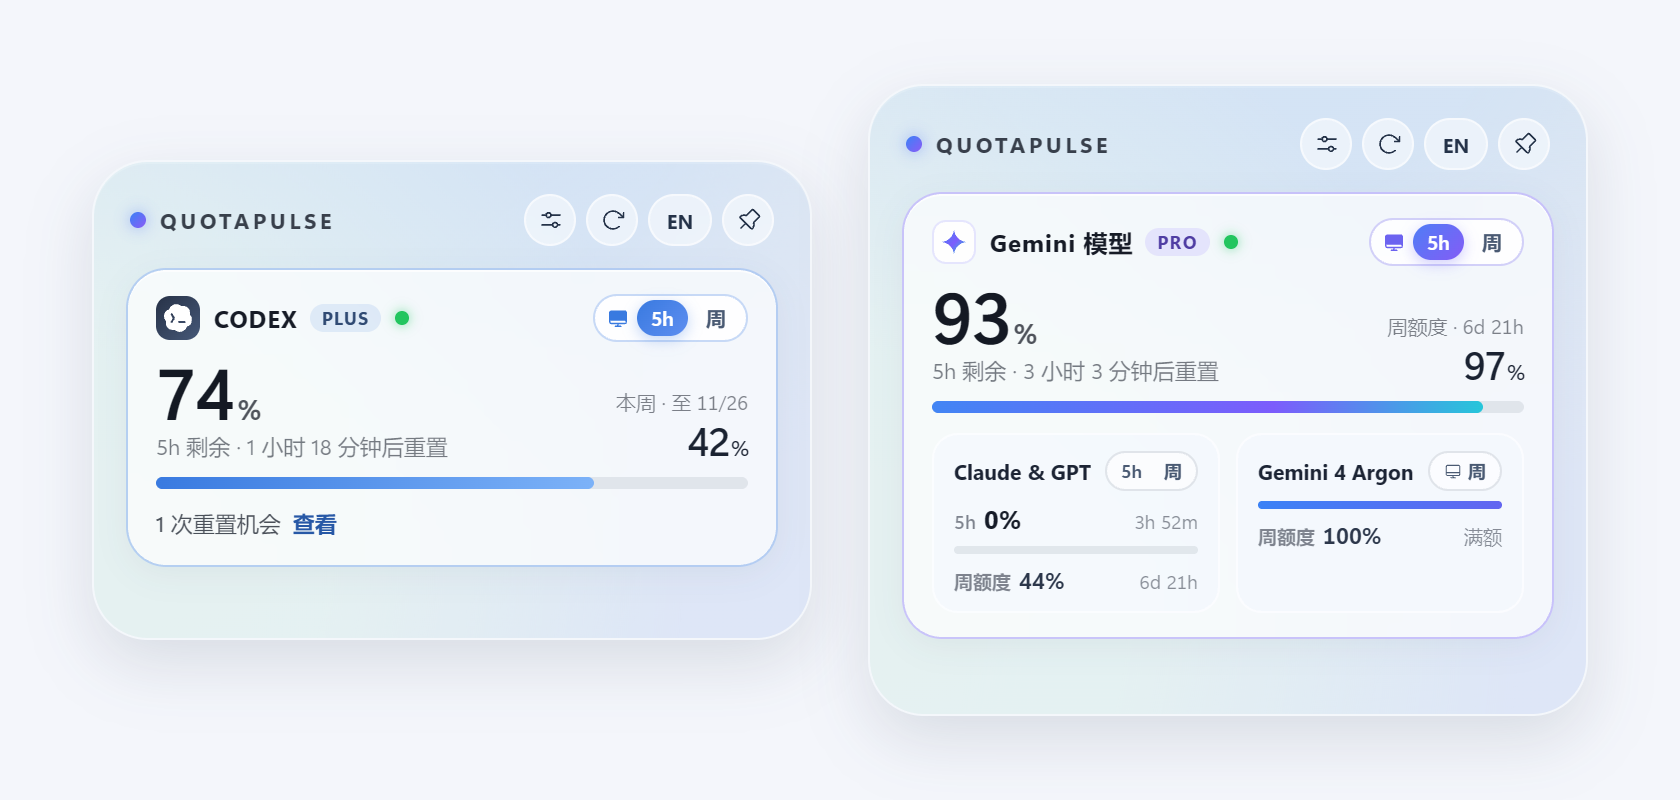 QUOTAPULSE
EN
CODEX PLUS
5h 周
74%
本周 · 至 11/26
5h 剩余 · 1 小时 18 分钟后重置
42%
1 次重置机会 查看
QUOTAPULSE
EN
Gemini 模型 PRO
5h 周
93%
周额度 · 6d 21h
5h 剩余 · 3 小时 3 分钟后重置
97%
Claude & GPT
5h 周
5h 0%
3h 52m
周额度 44%
6d 21h
Gemini 4 Argon
周
周额度 100%
满额